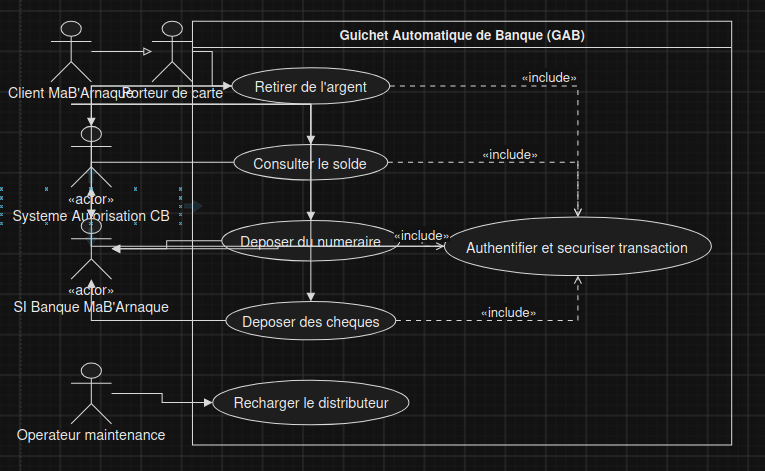 Guichet Automatique de Banque (GAB)
«include»
Retirer de l'argent
Client MaB'Arnaque
Porteur de carte
«include»
Consulter le solde
«actor»
Systeme Autorisation CB
«include»
Deposer du numeraire
Authentifier et securiser transaction
«actor»
SI Banque MaB'Arnaque
«include»
Deposer des cheques
Recharger le distributeur
Operateur maintenance